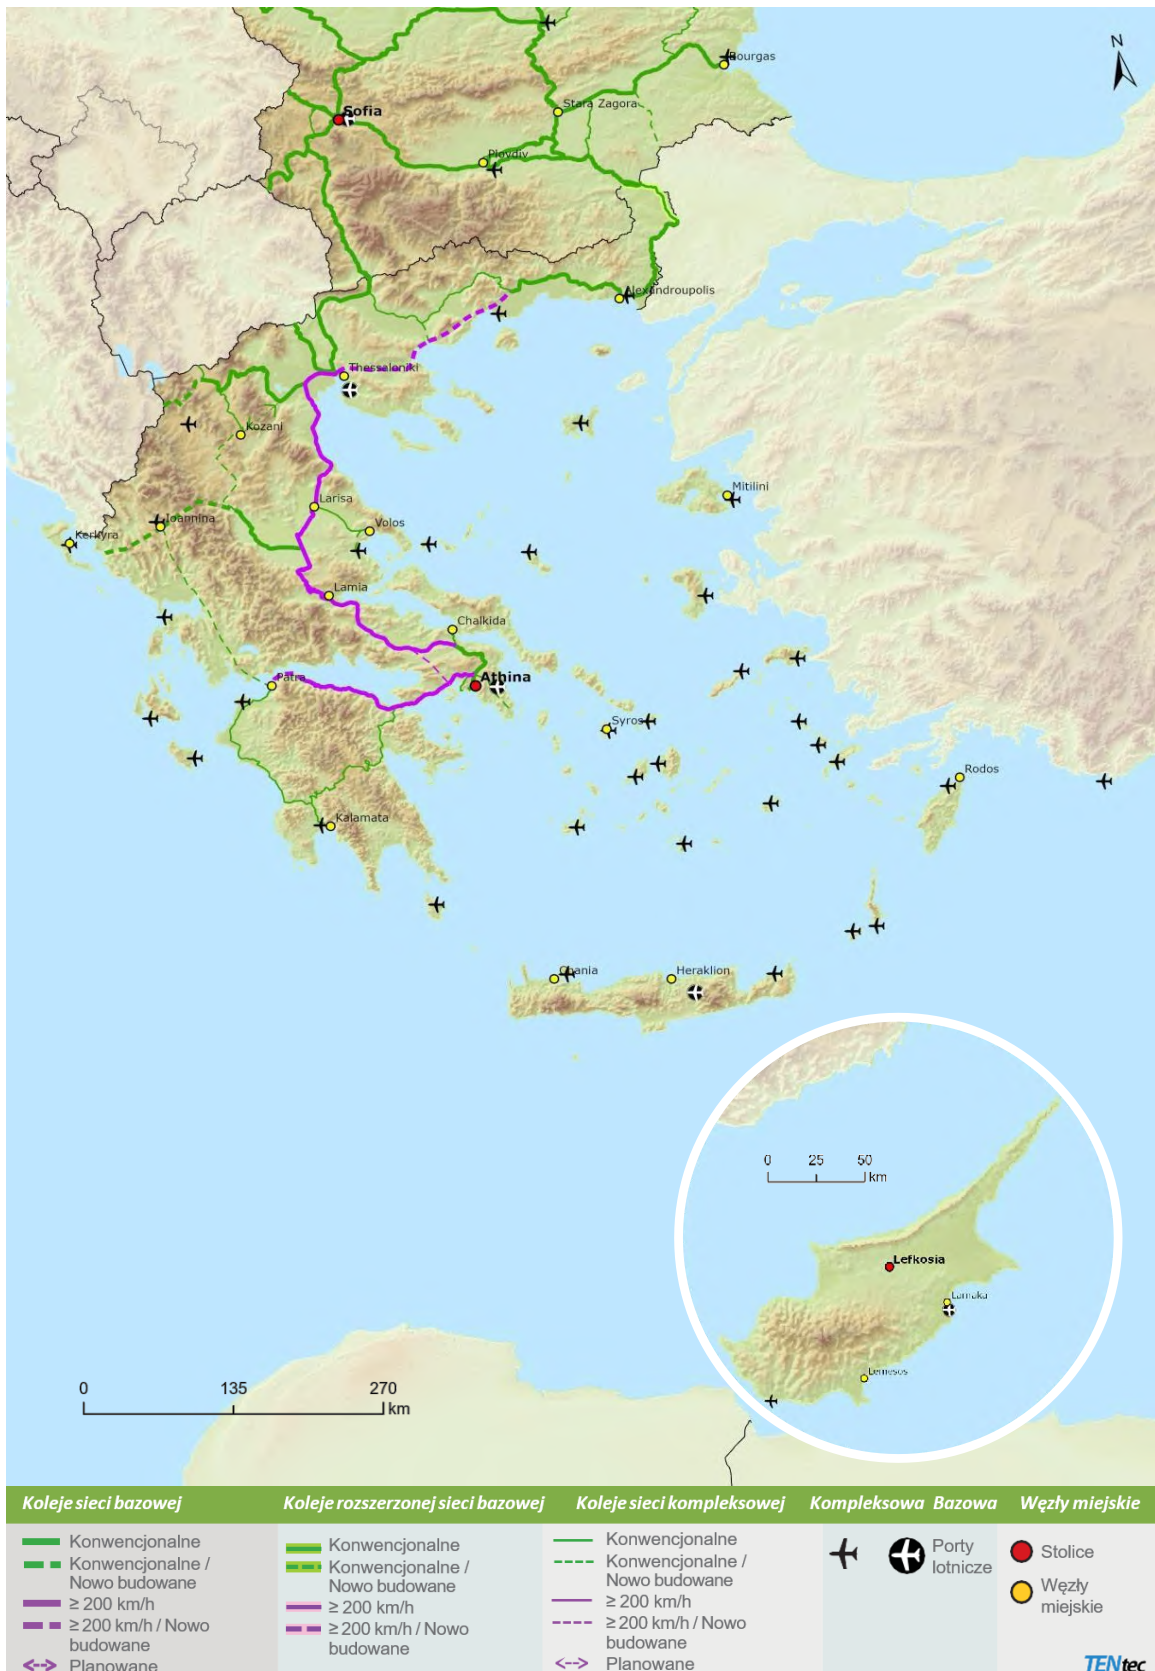 N
Bourgas
Stara Zagora
Sofia
Plovdiv
Alexandroupolis
Thessaloniki
Kozani
Mitilini
Larisa
Volos
Ioannina
Kerkyra
Lamia
Chalkida
Patra
Athina
Syros
Rodos
Kalamata
Chania
Heraklion
0 25 50
km
Lefkosia
Larnaka
Lemesos
0 135 270
km
Koleje sieci bazowej
Konwencjonalne
Konwencjonalne /
Nowo budowane
≥ 200 km/h
≥ 200 km/h / Nowo
budowane
Planowane
Koleje rozszerzonej sieci bazowej
Konwencjonalne
Konwencjonalne /
Nowo budowane
≥ 200 km/h
≥ 200 km/h / Nowo
budowane
Koleje sieci kompleksowej
Konwencjonalne
Konwencjonalne /
Nowo budowane
≥ 200 km/h
≥ 200 km/h / Nowo
budowane
Planowane
Kompleksowa Bazowa
Porty
lotnicze
Węzły miejskie
Stolice
Węzły
miejskie
TENtec